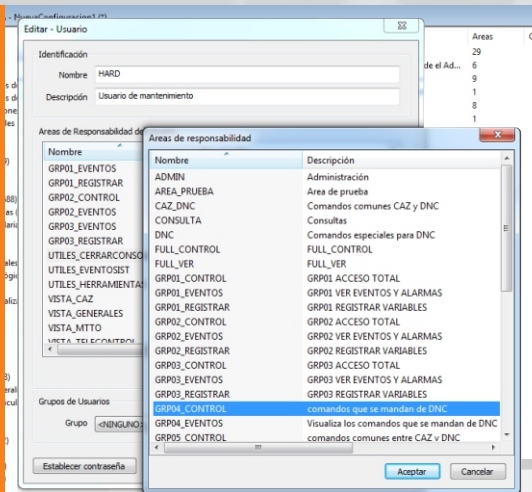 NuevaConfiguracion1 (*)
Editar - Usuario
Areas
29
de el Ad... 6
9
1
8
1
Identificación
Nombre HARD
Descripción Usuario de mantenimiento
Areas de Responsabilidad de
Nombre
GRP01_EVENTOS
GRP01_REGISTRAR
GRP02_CONTROL
GRP02_EVENTOS
GRP03_EVENTOS
GRP03_REGISTRAR
UTILES_CERRARCONSO
UTILES_EVENTOSIST
UTILES_HERRAMIENTAS
VISTA_CAZ
VISTA_GENERALES
VISTA_MTTO
VISTA_TELECONTROL
Grupos de Usuarios
Grupo <NINGUNO>
Establecer contraseña
Areas de responsabilidad
Nombre Descripción
ADMIN Administración
AREA_PRUEBA Area de prueba
CAZ_DNC Comandos comunes CAZ y DNC
CONSULTA Consultas
DNC Comandos especiales para DNC
FULL_CONTROL FULL_CONTROL
FULL_VER FULL_VER
GRP01_CONTROL GRP01 ACCESO TOTAL
GRP01_EVENTOS GRP01 VER EVENTOS Y ALARMAS
GRP01_REGISTRAR GRP01 REGISTRAR VARIABLES
GRP02_CONTROL GRP02 ACCESO TOTAL
GRP02_EVENTOS GRP02 VER EVENTOS Y ALARMAS
GRP02_REGISTRAR GRP02 REGISTRAR VARIABLES
GRP03_CONTROL GRP03 ACCESO TOTAL
GRP03_EVENTOS GRP03 VER EVENTOS Y ALARMAS
GRP03_REGISTRAR GRP03 REGISTRAR VARIABLES
GRP04_CONTROL comandos que se mandan de DNC
GRP04_EVENTOS Visualiza los comandos que se mandan de DNC
GRP05_CONTROL comandos comunes entre CAZ y DNC
Aceptar Cancelar